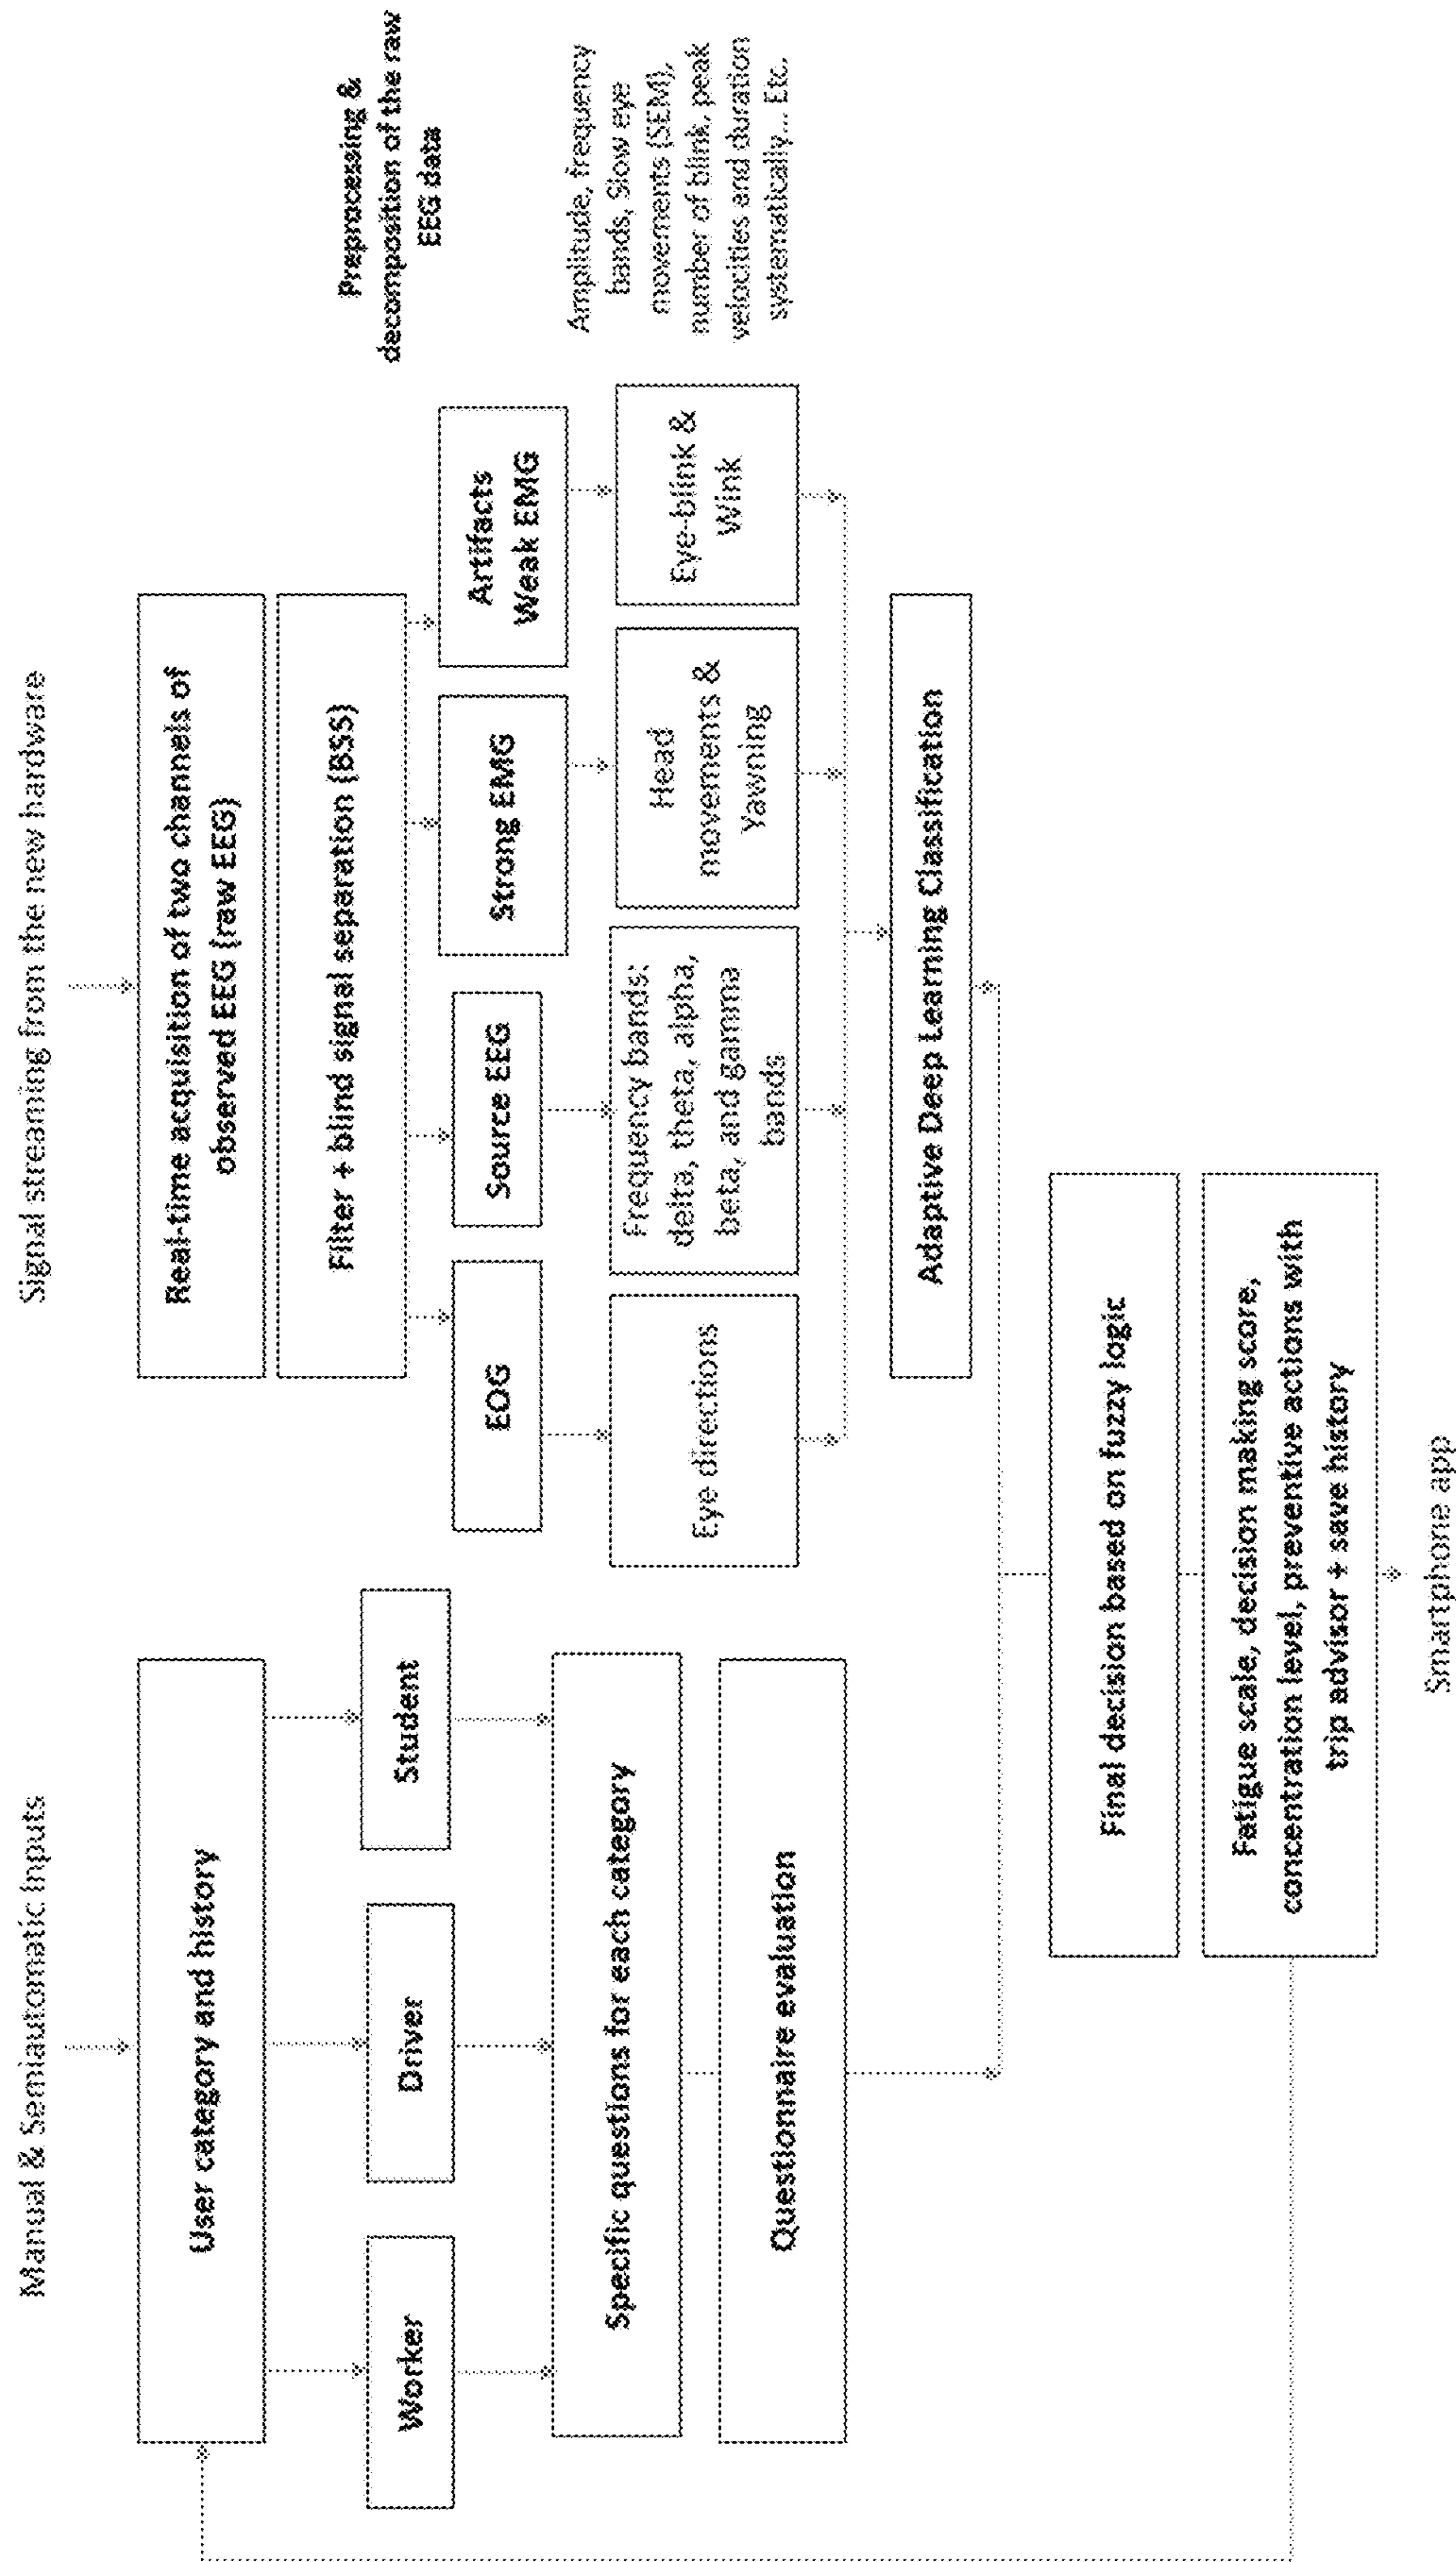 Manual & Semiautomatic Inputs
User category and history
Worker
Driver
Student
Specific questions for each category
Questionnaire evaluation
Signal streaming from the new hardware
Real-time acquisition of two channels of
observed EEG (raw EEG)
Filter + blind signal separation (BSS)
EOG
Source EEG
Strong EMG
Artifacts
Weak EMG
Preprocessing &
decomposition of the raw
EEG data
Eye directions
Frequency bands:
delta, theta, alpha,
beta, and gamma
bands
Head
movements &
Yawning
Eye-blink &
Wink
Amplitude, frequency
bands, Slow eye
movements (SEM),
number of blink, peak
velocities and duration
systematically... Etc.
Adaptive Deep Learning Classification
Final decision based on fuzzy logic
Fatigue scale, decision making score,
concentration level, preventive actions with
trip advisor + save history
Smartphone app